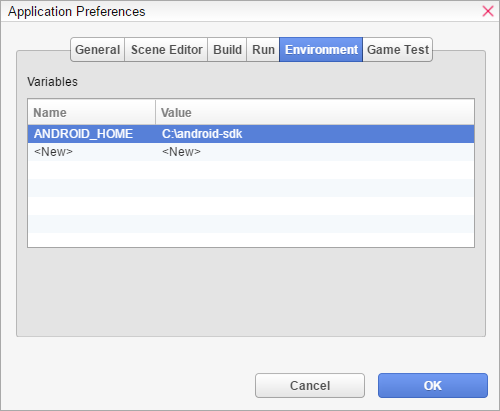 Application Preferences
General Scene Editor Build Run Environment Game Test
Variables
Name Value
ANDROID_HOME C:\android-sdk
<New> <New>
Cancel OK